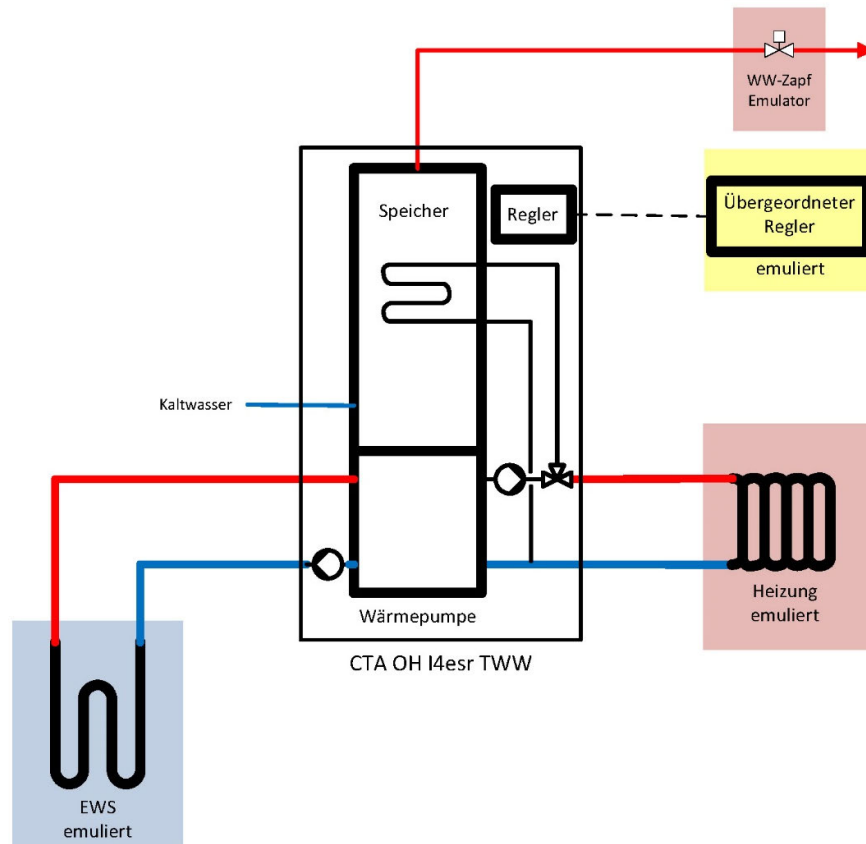 WW-Zapf
Emulator
Speicher
Regler
Übergeordneter
Regler
emuliert
Kaltwasser
Wärmepumpe
Heizung
emuliert
CTA OH I4esr TWW
EWS
emuliert